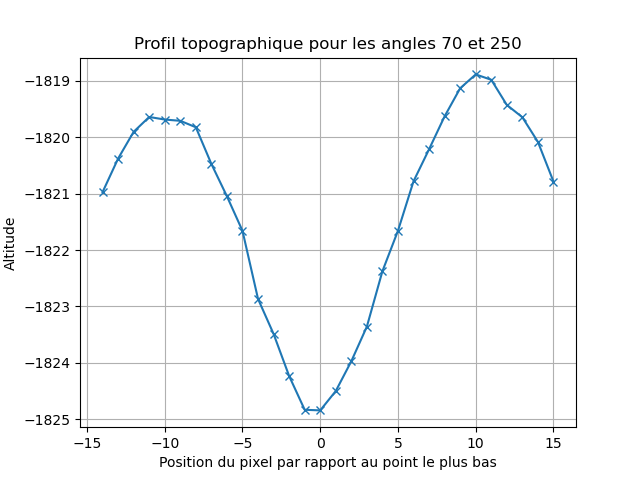 Profil topographique pour les angles 70 et 250
Altitude
−1819
−1820
−1821
−1822
−1823
−1824
−1825
−15 −10 −5 0 5 10 15
Position du pixel par rapport au point le plus bas